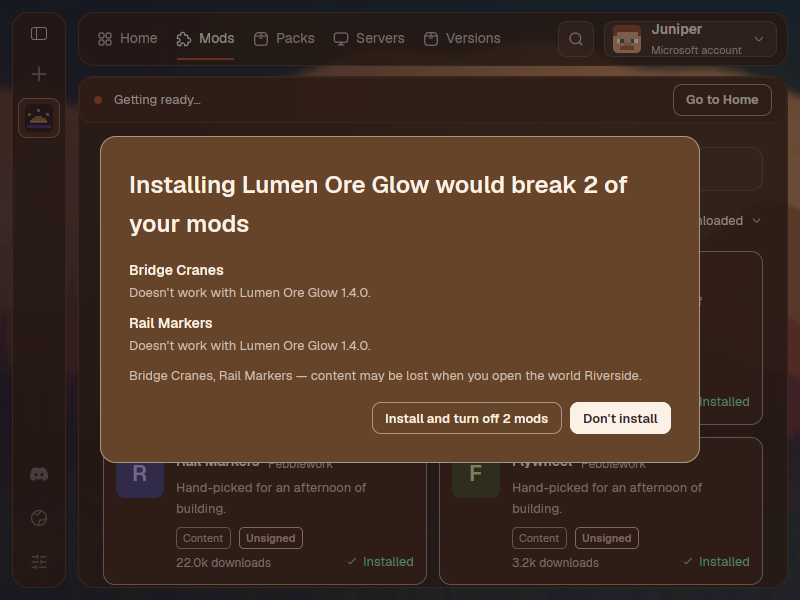 Home
Mods
Packs
Servers
Versions
Juniper
Microsoft account
Getting ready...
Go to Home
Installing Lumen Ore Glow would break 2 of
your mods
Bridge Cranes
Doesn't work with Lumen Ore Glow 1.4.0.
Rail Markers
Doesn't work with Lumen Ore Glow 1.4.0.
Bridge Cranes, Rail Markers — content may be lost when you open the world Riverside.
Install and turn off 2 mods
Don't install
Installed
R
Rail Markers Pebblework
Hand-picked for an afternoon of
building.
Content
Unsigned
22.0k downloads
Installed
F
Flywheel Pebblework
Hand-picked for an afternoon of
building.
Content
Unsigned
3.2k downloads
Installed